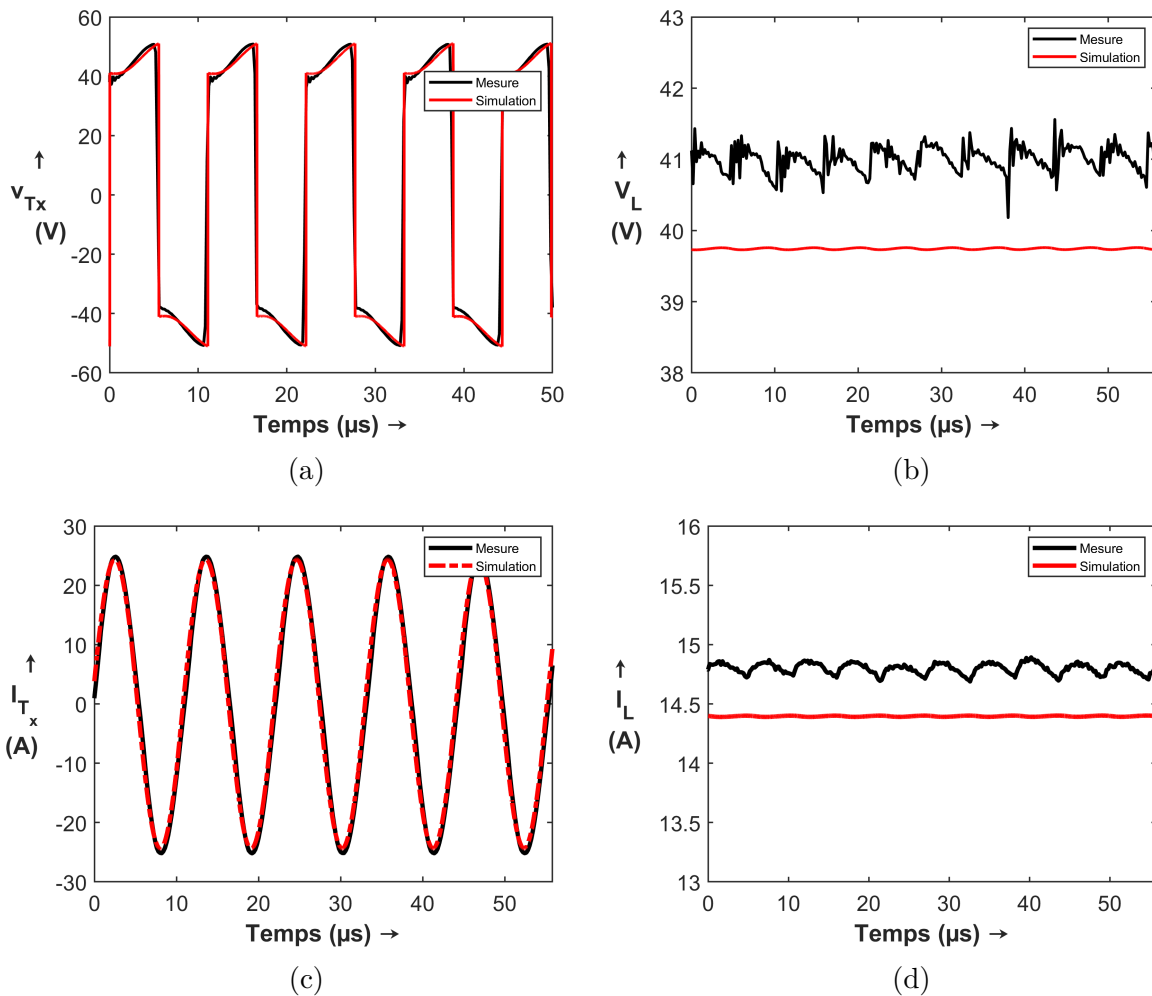 60
40
20
0
-20
-40
-60
v_Tx
(V)
→
0 10 20 30 40 50
Temps (µs) →
Mesure
Simulation
(a)
43
42
41
40
39
38
→
V_L
(V)
0 10 20 30 40 50
Temps (µs) →
Mesure
Simulation
(b)
30
20
10
0
-10
-20
-30
→
I_T_x
(A)
0 10 20 30 40 50
Temps (µs) →
Mesure
Simulation
(c)
16
15.5
15
14.5
14
13.5
13
→
I_L
(A)
0 10 20 30 40 50
Temps (µs) →
Mesure
Simulation
(d)